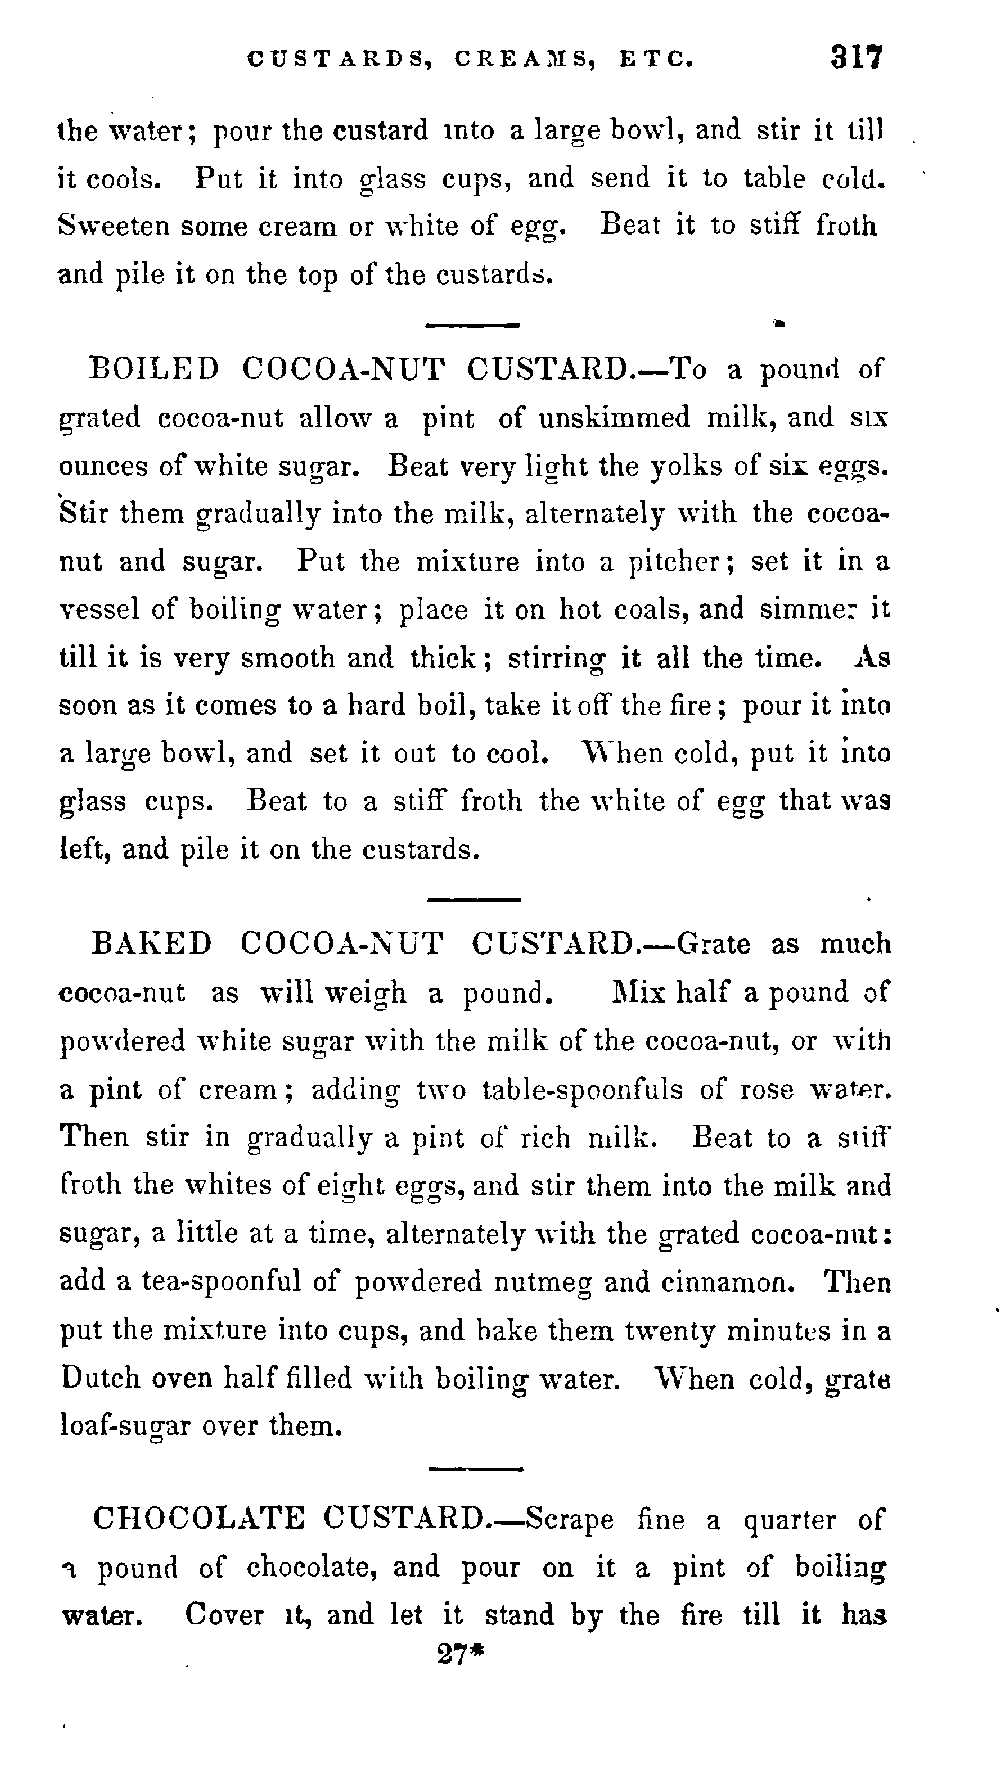 CUSTARDS, CREAMS, ETC. 317
the water; pour the custard into a large bowl, and stir it till
it cools. Put it into glass cups, and send it to table cold.
Sweeten some cream or white of egg. Beat it to stiff froth
and pile it on the top of the custards.
BOILED COCOA-NUT CUSTARD.—To a pound of
grated cocoa-nut allow a pint of unskimmed milk, and six
ounces of white sugar. Beat very light the yolks of six eggs.
Stir them gradually into the milk, alternately with the cocoa-
nut and sugar. Put the mixture into a pitcher; set it in a
vessel of boiling water; place it on hot coals, and simmer it
till it is very smooth and thick; stirring it all the time. As
soon as it comes to a hard boil, take it off the fire; pour it into
a large bowl, and set it out to cool. When cold, put it into
glass cups. Beat to a stiff froth the white of egg that was
left, and pile it on the custards.
BAKED COCOA-NUT CUSTARD.—Grate as much
cocoa-nut as will weigh a pound. Mix half a pound of
powdered white sugar with the milk of the cocoa-nut, or with
a pint of cream; adding two table-spoonfuls of rose water.
Then stir in gradually a pint of rich milk. Beat to a stiff
froth the whites of eight eggs, and stir them into the milk and
sugar, a little at a time, alternately with the grated cocoa-nut:
add a tea-spoonful of powdered nutmeg and cinnamon. Then
put the mixture into cups, and bake them twenty minutes in a
Dutch oven half filled with boiling water. When cold, grate
loaf-sugar over them.
CHOCOLATE CUSTARD.—Scrape fine a quarter of
a pound of chocolate, and pour on it a pint of boiling
water. Cover it, and let it stand by the fire till it has
27*